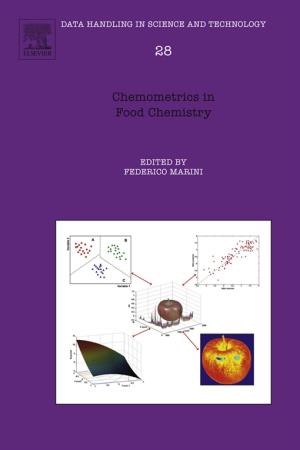 DATA HANDLING IN SCIENCE AND TECHNOLOGY
28
ELSEVIER
Chemometrics in
Food Chemistry
EDITED BY
FEDERICO MARINI
A
B
C